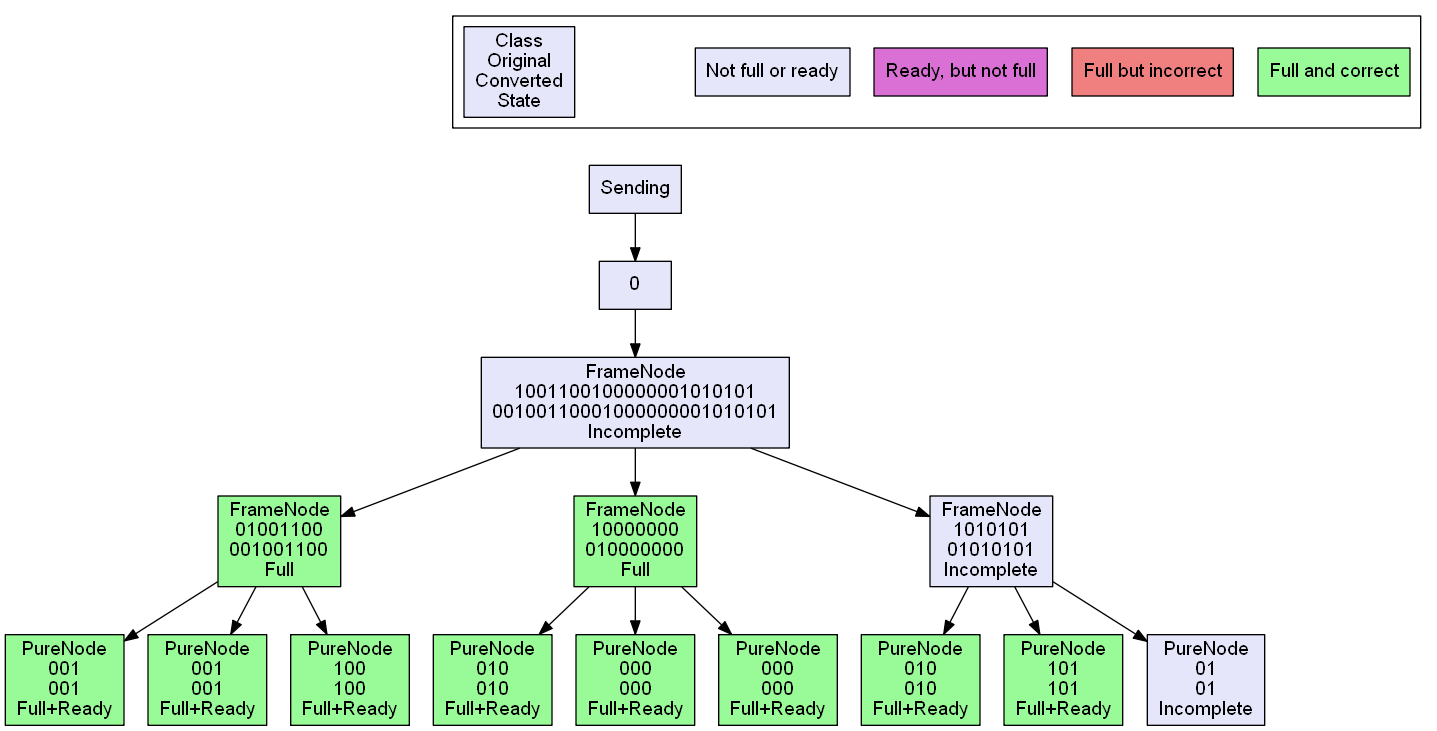 Class
Original
Converted
State
Not full or ready
Ready, but not full
Full but incorrect
Full and correct
Sending
0
FrameNode
1001100100000001010101
00100110001000000001010101
Incomplete
FrameNode
01001100
001001100
Full
FrameNode
10000000
010000000
Full
FrameNode
1010101
01010101
Incomplete
PureNode
001
001
Full+Ready
PureNode
001
001
Full+Ready
PureNode
100
100
Full+Ready
PureNode
010
010
Full+Ready
PureNode
000
000
Full+Ready
PureNode
000
000
Full+Ready
PureNode
010
010
Full+Ready
PureNode
101
101
Full+Ready
PureNode
01
01
Incomplete